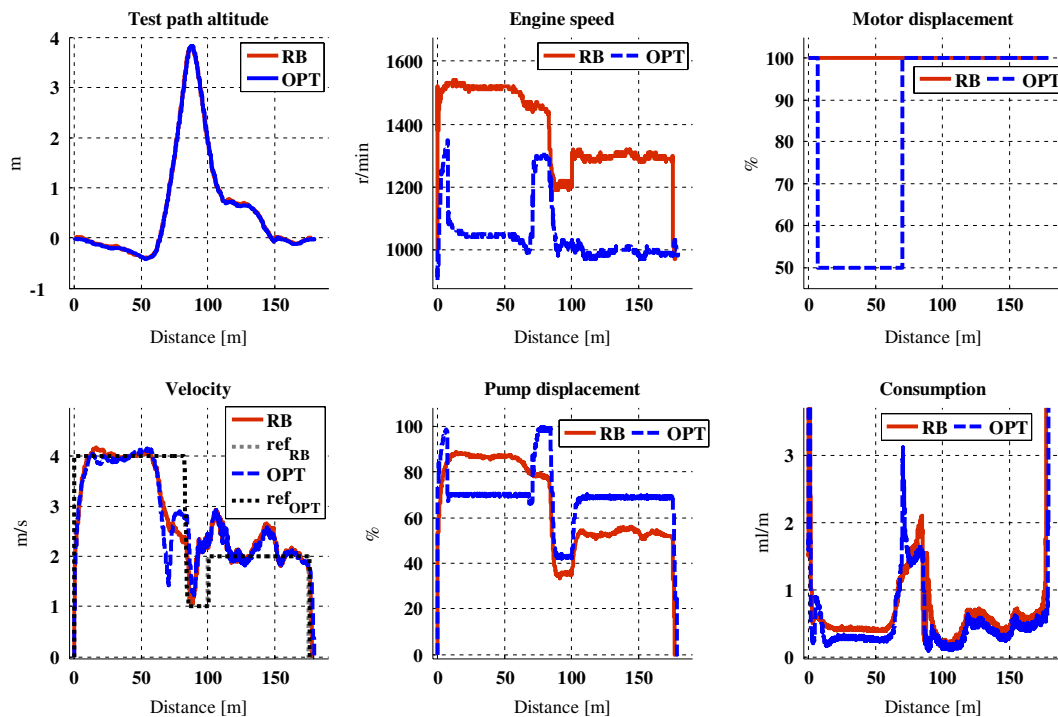 Test path altitude
4
3
2
1
0
-1
m
RB
OPT
0 50 100 150
Distance [m]
Engine speed
1600
1400
1200
1000
r/min
RB OPT
0 50 100 150
Distance [m]
Motor displacement
100
90
80
70
60
50
%
RB OPT
0 50 100 150
Distance [m]
Velocity
4
3
2
1
0
m/s
RB
ref RB
OPT
ref OPT
0 50 100 150
Distance [m]
Pump displacement
100
80
60
40
20
0
%
RB OPT
0 50 100 150
Distance [m]
Consumption
3
2
1
0
ml/m
RB OPT
0 50 100 150
Distance [m]